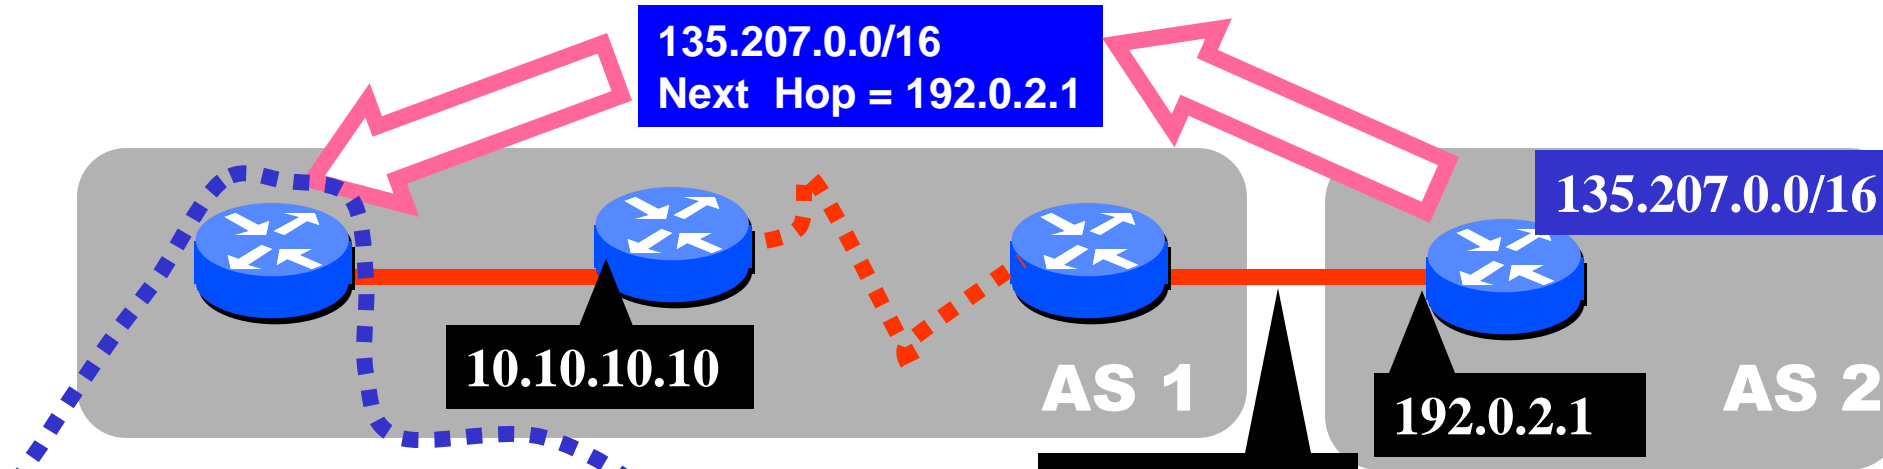 135.207.0.0/16
Next Hop = 192.0.2.1
135.207.0.0/16
10.10.10.10
AS 1
192.0.2.1
AS 2